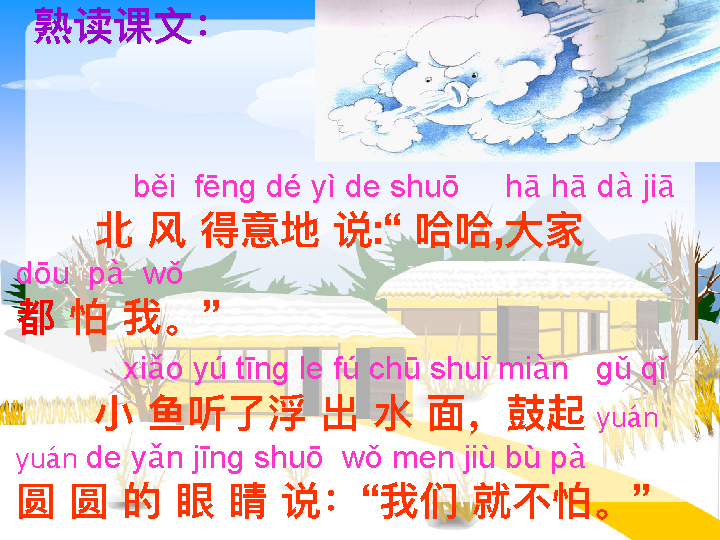 熟读课文：
běi fēng dé yì de shuō hā hā dà jiā
北 风 得意地 说:“ 哈哈,大家
dōu pà wǒ
都 怕 我。”
xiǎo yú tīng le fú chū shuǐ miàn gǔ qǐ
小 鱼听了浮 出 水 面，鼓起 yuán
yuán de yǎn jīng shuō wǒ men jiù bù pà
圆 圆 的 眼 睛 说：“我们 就不怕。”